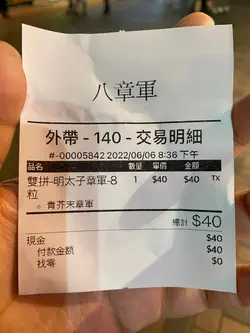 八章軍
外帶 - 140 - 交易明細
#-00005842 2022/06/06 8:36 下午
品名 數量 單價 金額
雙拼-明太子章軍-8 1 $40 $40 TX
粒
。青芥末章軍
總計 $40
現金 $40
付款金額 $40
找零 $0